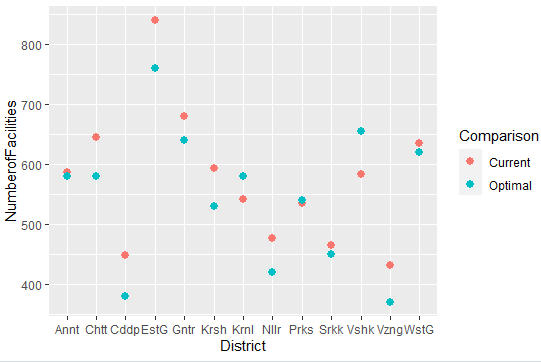 NumberofFacilities
800
700
600
500
400
Annt Chtt Cddp EstG Gntr Krsh Krnl Nllr Prks Srkk Vshk Vzng WstG
District
Comparison
Current
Optimal